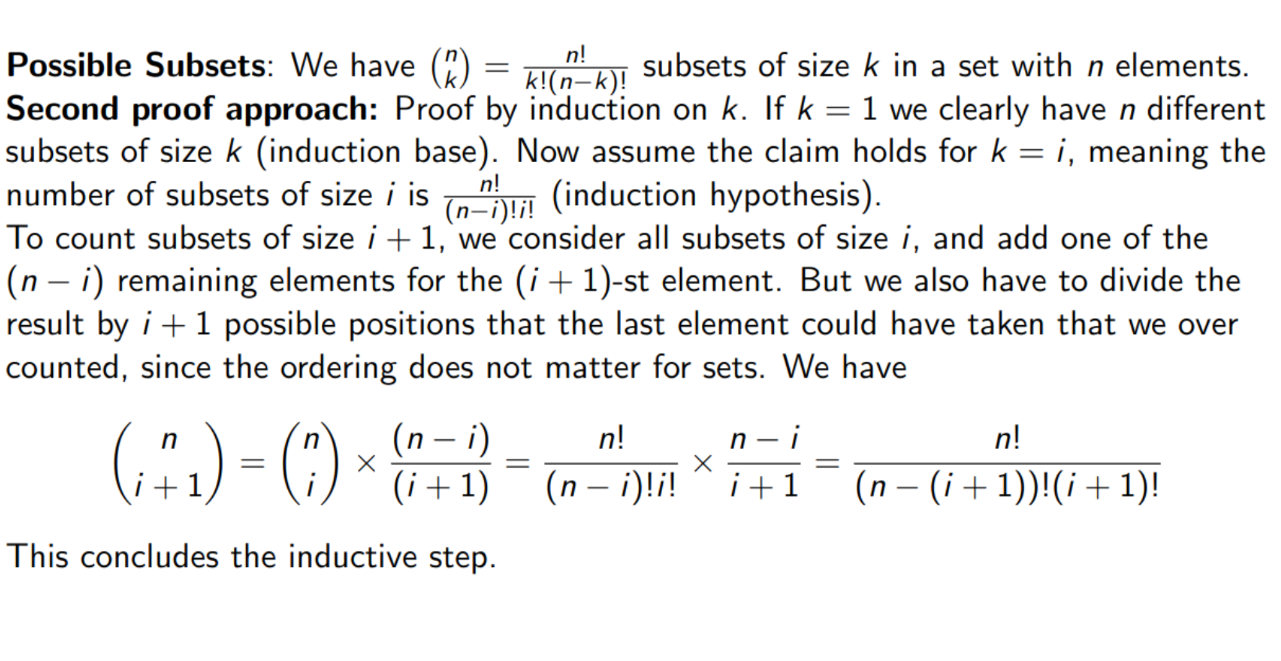 Possible Subsets: We have $\binom{n}{k} = \frac{n!}{k!(n-k)!}$ subsets of size $k$ in a set with $n$ elements.
Second proof approach: Proof by induction on $k$. If $k = 1$ we clearly have $n$ different
subsets of size $k$ (induction base). Now assume the claim holds for $k = i$, meaning the
number of subsets of size $i$ is $\frac{n!}{(n-i)!i!}$ (induction hypothesis).
To count subsets of size $i + 1$, we consider all subsets of size $i$, and add one of the
$(n - i)$ remaining elements for the $(i + 1)$-st element. But we also have to divide the
result by $i + 1$ possible positions that the last element could have taken that we over
counted, since the ordering does not matter for sets. We have
$\binom{n}{i+1} = \binom{n}{i} \times \frac{(n-i)}{(i+1)} = \frac{n!}{(n-i)!i!} \times \frac{n-i}{i+1} = \frac{n!}{(n-(i+1))!(i+1)!}$
This concludes the inductive step.